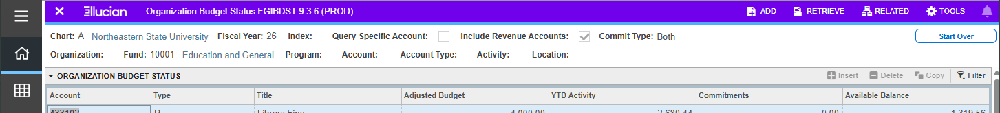 ellucian Organization Budget Status FGIBDST 9.3.6 (PROD) ADD RETRIEVE RELATED TOOLS
Chart: A Northeastern State University Fiscal Year: 26 Index: Query Specific Account: Include Revenue Accounts: Commit Type: Both Start Over
Organization: Fund: 10001 Education and General Program: Account: Account Type: Activity: Location:
ORGANIZATION BUDGET STATUS Insert Delete Copy Filter
Account Type Title Adjusted Budget YTD Activity Commitments Available Balance
433102 R Library Fine 4,000.00 2,680.44 0.00 1,319.56